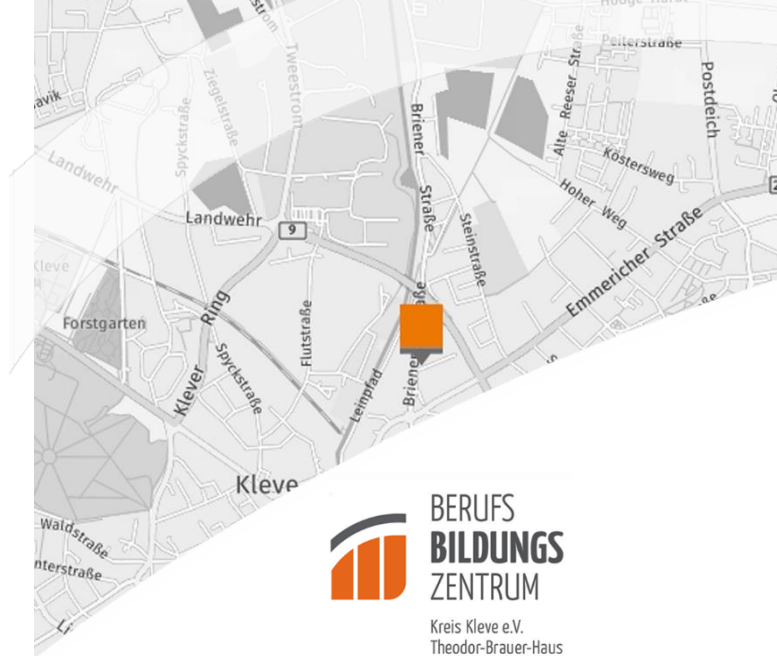 Tweestrom
Ziegelstraße
Spyckstraße
Landwehr
Landwehr
9
Klever Ring
Kleve
Forstgarten
Spyckstraße
Flutstraße
Leinpfad
Briener
Briener Straße
Steinstraße
Alte Reeser Straße
Peiterstraße
Postdeich
Köstersweg
Hoher Weg
Emmericher Straße
Kleve
Waldstraße
BERUFS
BILDUNGS
ZENTRUM
Kreis Kleve e.V.
Theodor-Brauer-Haus